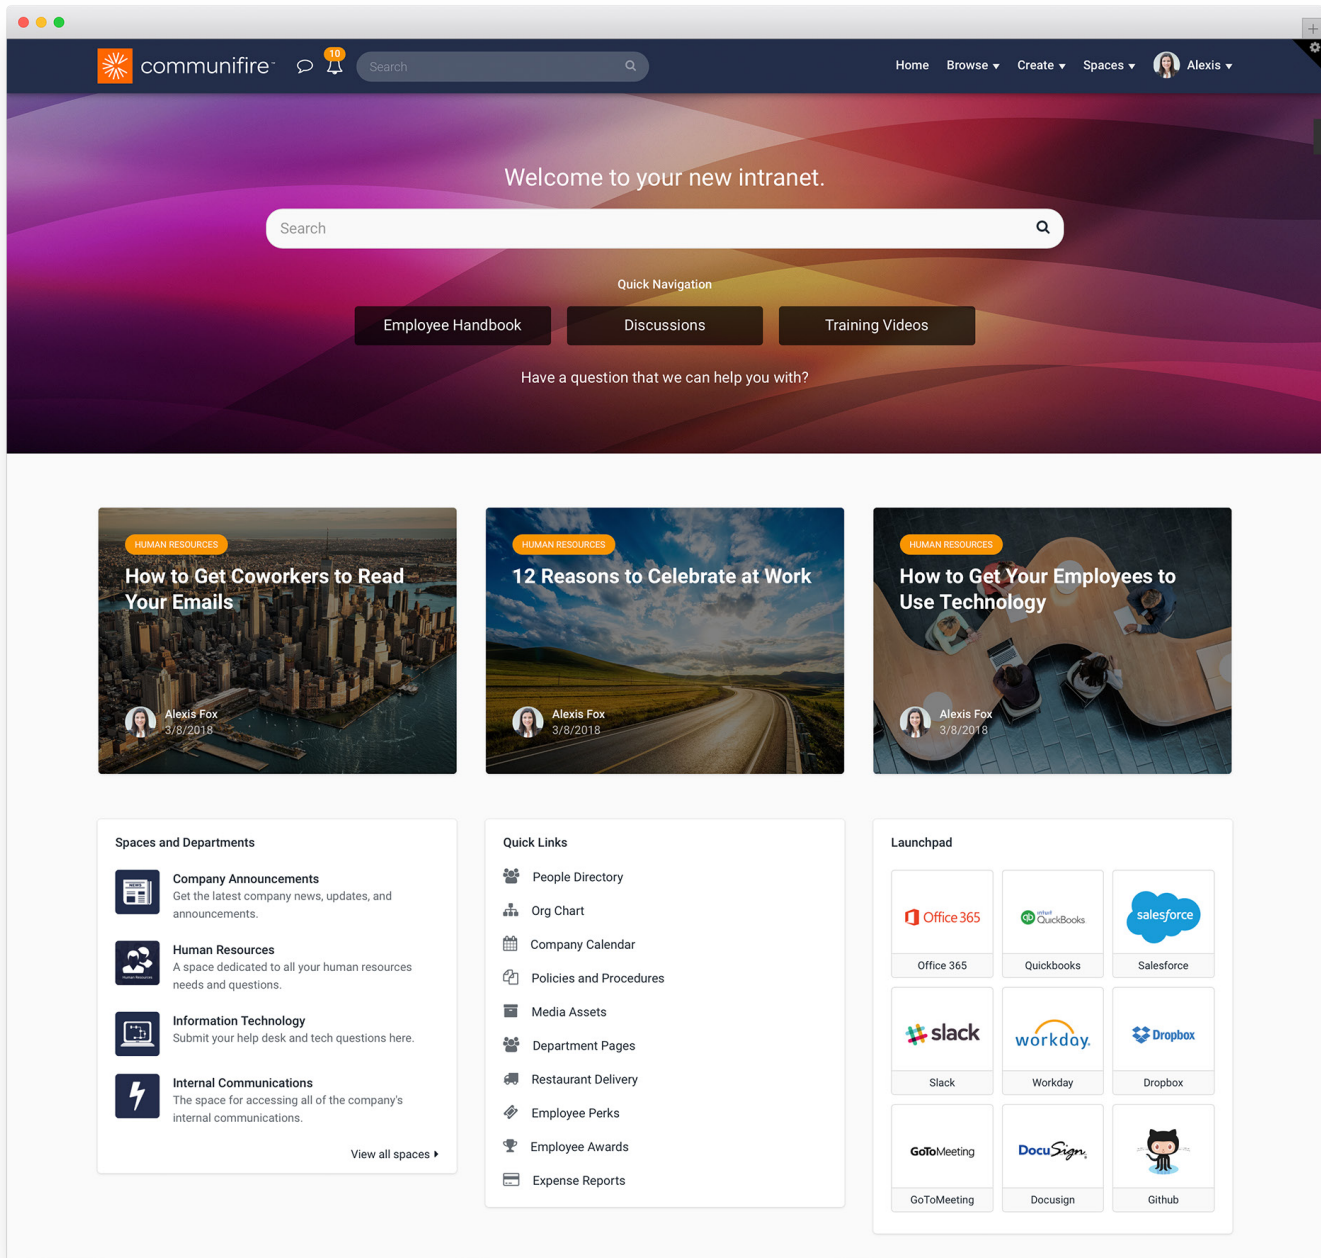 communifire
10
Search
Home Browse Create Spaces Alexis
Welcome to your new intranet.
Search
Quick Navigation
Employee Handbook
Discussions
Training Videos
Have a question that we can help you with?
HUMAN RESOURCES
How to Get Coworkers to Read
Your Emails
Alexis Fox
3/8/2018
HUMAN RESOURCES
12 Reasons to Celebrate at Work
Alexis Fox
3/8/2018
HUMAN RESOURCES
How to Get Your Employees to
Use Technology
Alexis Fox
3/8/2018
Spaces and Departments
NEWS
Company Announcements
Get the latest company news, updates, and
announcements.
Human Resources
Human Resources
A space dedicated to all your human resources
needs and questions.
Information Technology
Submit your help desk and tech questions here.
Internal Communications
The space for accessing all of the company's
internal communications.
View all spaces
Quick Links
People Directory
Org Chart
Company Calendar
Policies and Procedures
Media Assets
Department Pages
Restaurant Delivery
Employee Perks
Employee Awards
Expense Reports
Launchpad
Office 365
Office 365
intuit
qb QuickBooks
Quickbooks
salesforce
Salesforce
slack
Slack
workday.
Workday
Dropbox
Dropbox
GoToMeeting
GoToMeeting
DocuSign
Docusign
Github